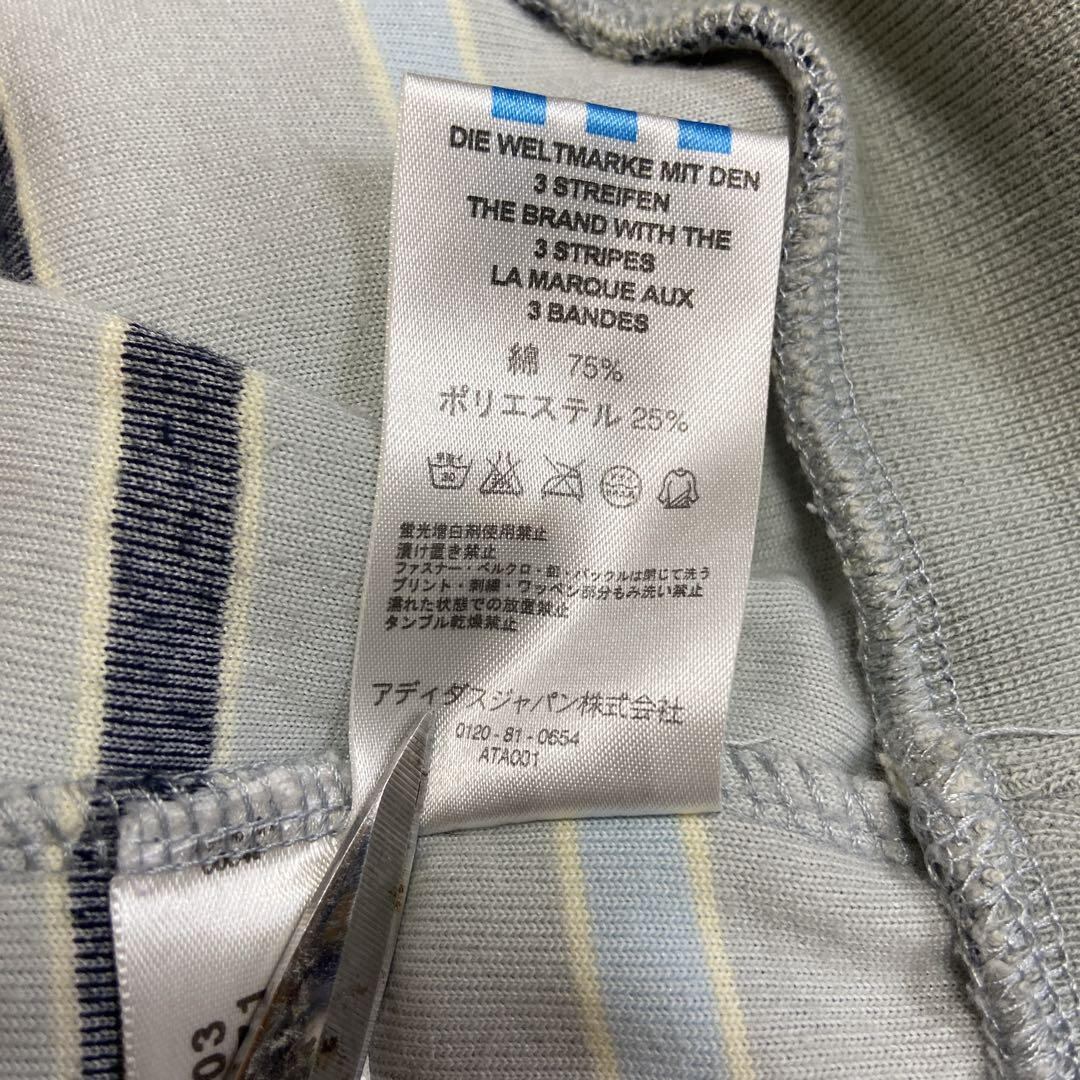 DIE WELTMARKE MIT DEN
3 STREIFEN
THE BRAND WITH THE
3 STRIPES
LA MARQUE AUX
3 BANDES
綿 75%
ポリエステル 25%
蛍光増白剤使用禁止
漬け置き禁止
ファスナー・ベルクロ・釦・バックルは閉じて洗う
プリント・刺繍・ワッペン部分もみ洗い禁止
濡れた状態での放置禁止
タンブル乾燥禁止
アディダスジャパン株式会社
0120-81-0654
ATA001
03